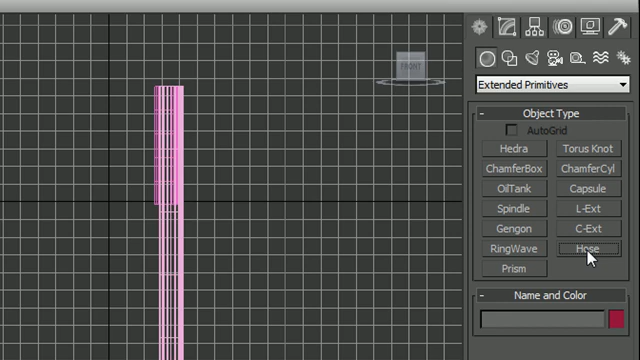 FRONT
Extended Primitives
- Object Type
AutoGrid
Hedra Torus Knot
ChamferBox ChamferCyl
OilTank Capsule
Spindle L-Ext
Gengon C-Ext
RingWave Hose
Prism
- Name and Color